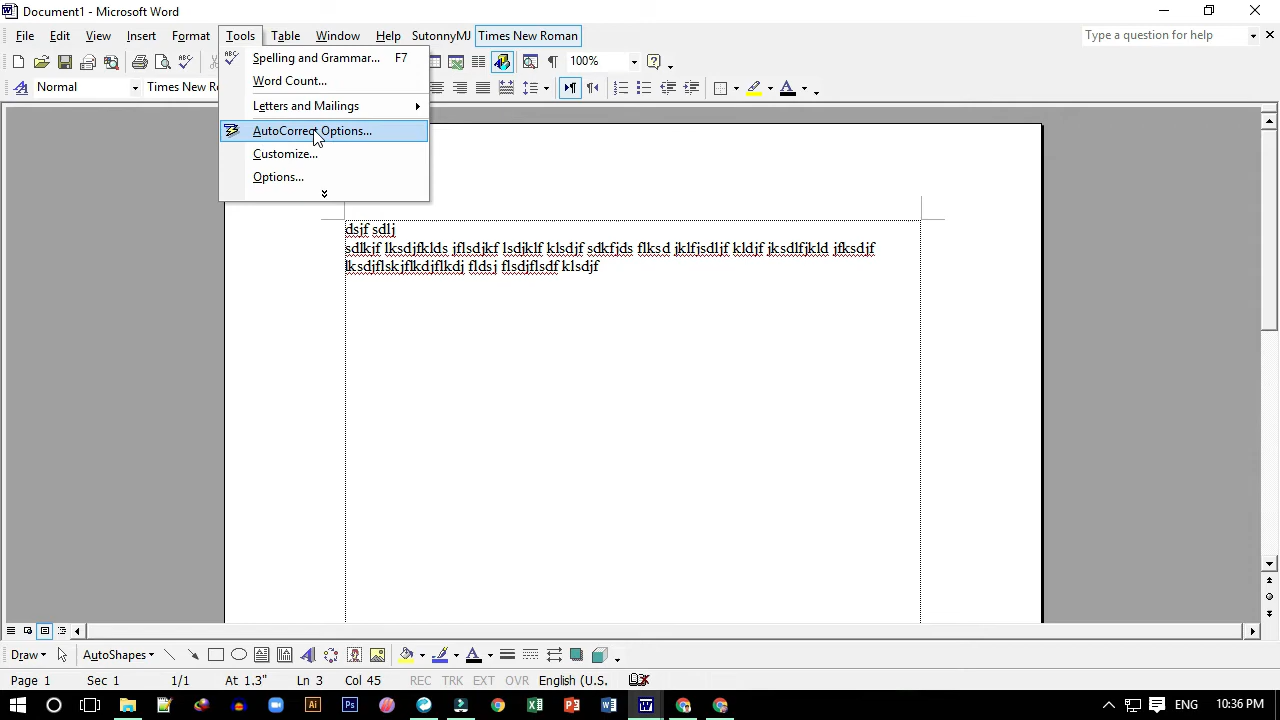 Document1 - Microsoft Word
File Edit View Insert Format Tools Table Window Help SutonnyMJ Times New Roman Type a question for help
Spelling and Grammar... F7
100%
Normal Times New Ro
Word Count...
Letters and Mailings
AutoCorrect Options...
Customize...
Options...
dsjf sdlj
sdlkjf lksdjfklds jflsdjkf lsdjklf klsdjf sdkfjds flksd jklfjsdljf kldjf jksdlfjkld jfksdjf
lksdjflskjflkdjflkdj fldsj flsdjflsdf klsdjf
Draw AutoShapes
Page 1 Sec 1 1/1 At 1.3" Ln 3 Col 45 REC TRK EXT OVR English (U.S.
ENG 10:36 PM